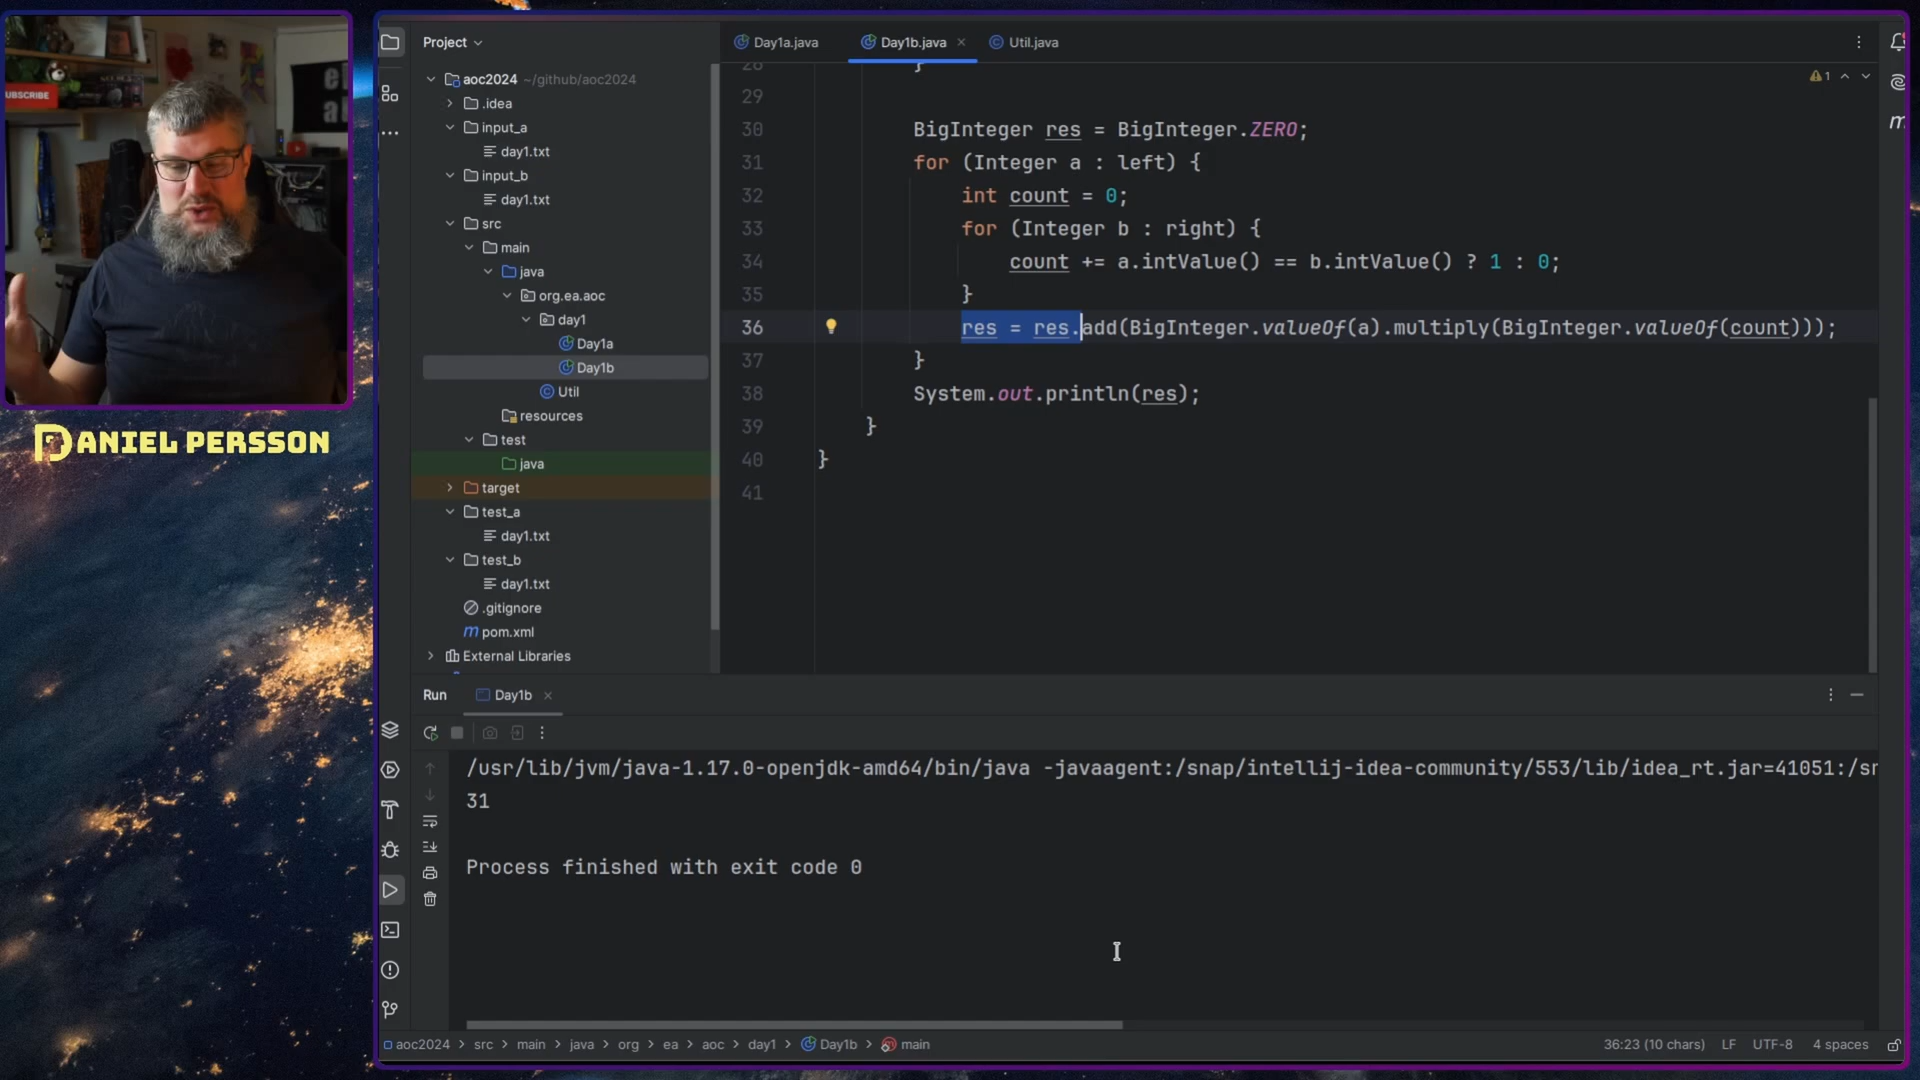 SUBSCRIBE
DANIEL PERSSON
Project
aoc2024 ~/github/aoc2024
.idea
input_a
day1.txt
input_b
day1.txt
src
main
java
org.ea.aoc
day1
Day1a
Day1b
Util
resources
test
java
target
test_a
day1.txt
test_b
day1.txt
.gitignore
pom.xml
External Libraries
Day1a.java
Day1b.java
Util.java
1
28 }
29
30 BigInteger res = BigInteger.ZERO;
31 for (Integer a : left) {
32 int count = 0;
33 for (Integer b : right) {
34 count += a.intValue() == b.intValue() ? 1 : 0;
35 }
36 res = res.add(BigInteger.valueOf(a).multiply(BigInteger.valueOf(count)));
37 }
38 System.out.println(res);
39 }
40 }
41
Run Day1b
/usr/lib/jvm/java-1.17.0-openjdk-amd64/bin/java -javaagent:/snap/intellij-idea-community/553/lib/idea_rt.jar=41051:/sn
31
Process finished with exit code 0
aoc2024 > src > main > java > org > ea > aoc > day1 > Day1b > main
36:23 (10 chars) LF UTF-8 4 spaces